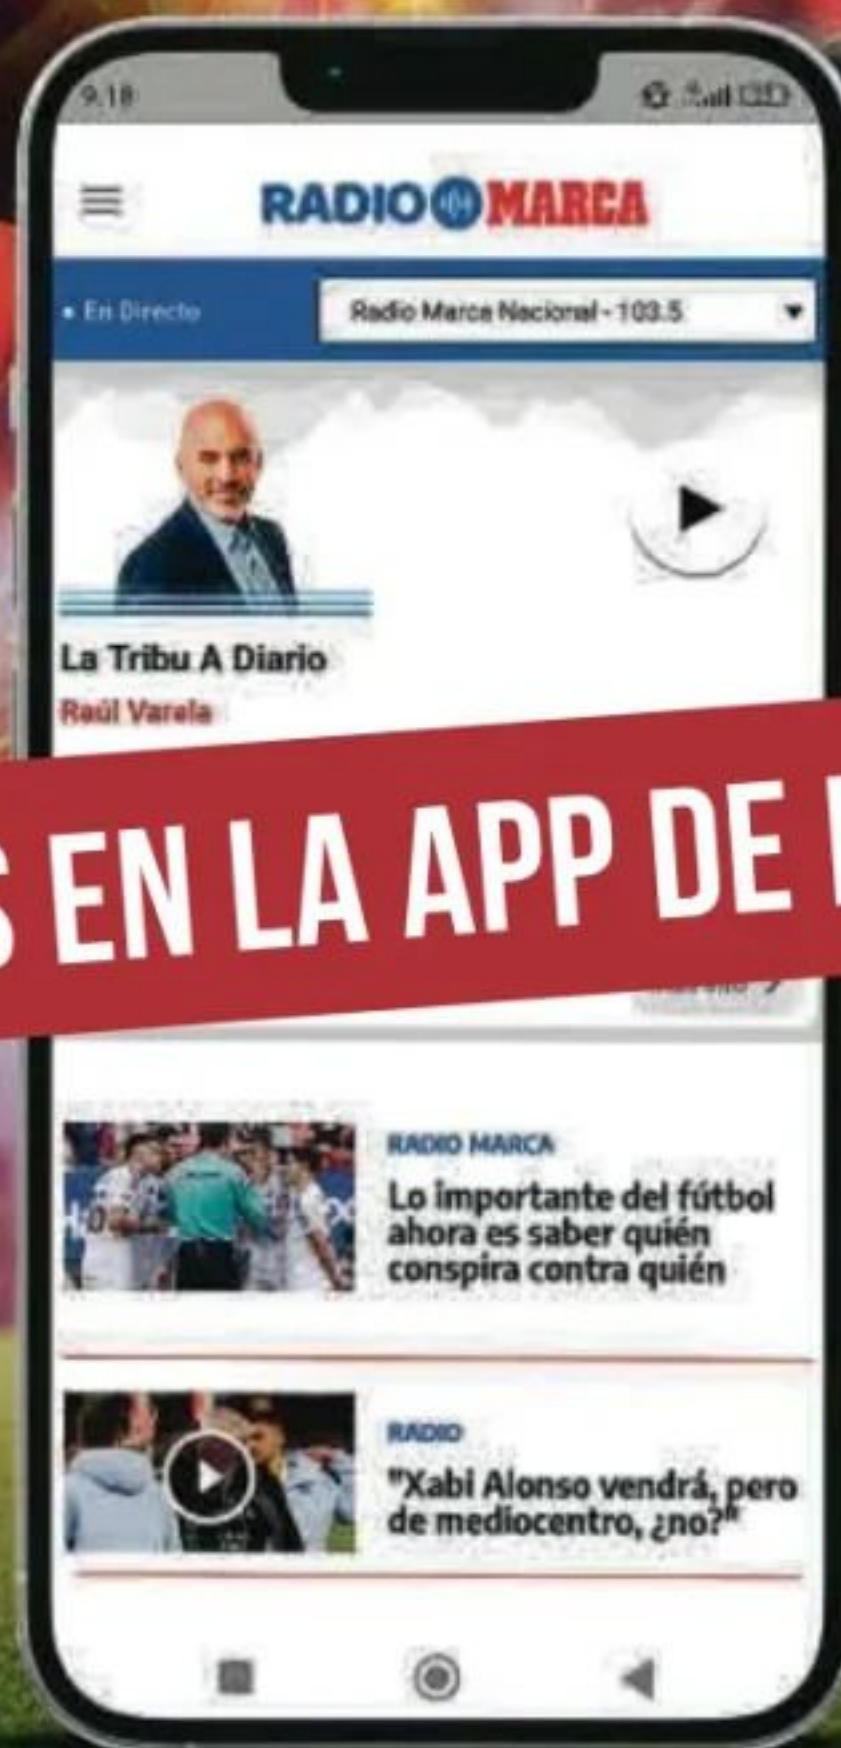 9.18
RADIO MARCA
• En Directo
Radio Marca Nacional - 103.5
La Tribu A Diario
Raúl Varela
S EN LA APP DE
RADIO MARCA
Lo importante del fútbol
ahora es saber quién
conspira contra quién
RADIO
"Xabi Alonso vendrá, pero
de mediocentro, ¿no?"